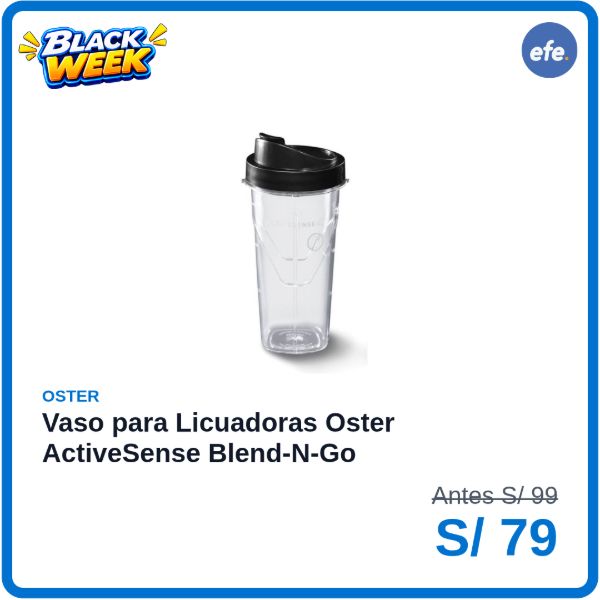 BLACK
WEEK
efe.
OSTER
Vaso para Licuadoras Oster
ActiveSense Blend-N-Go
Antes S/ 99
S/ 79